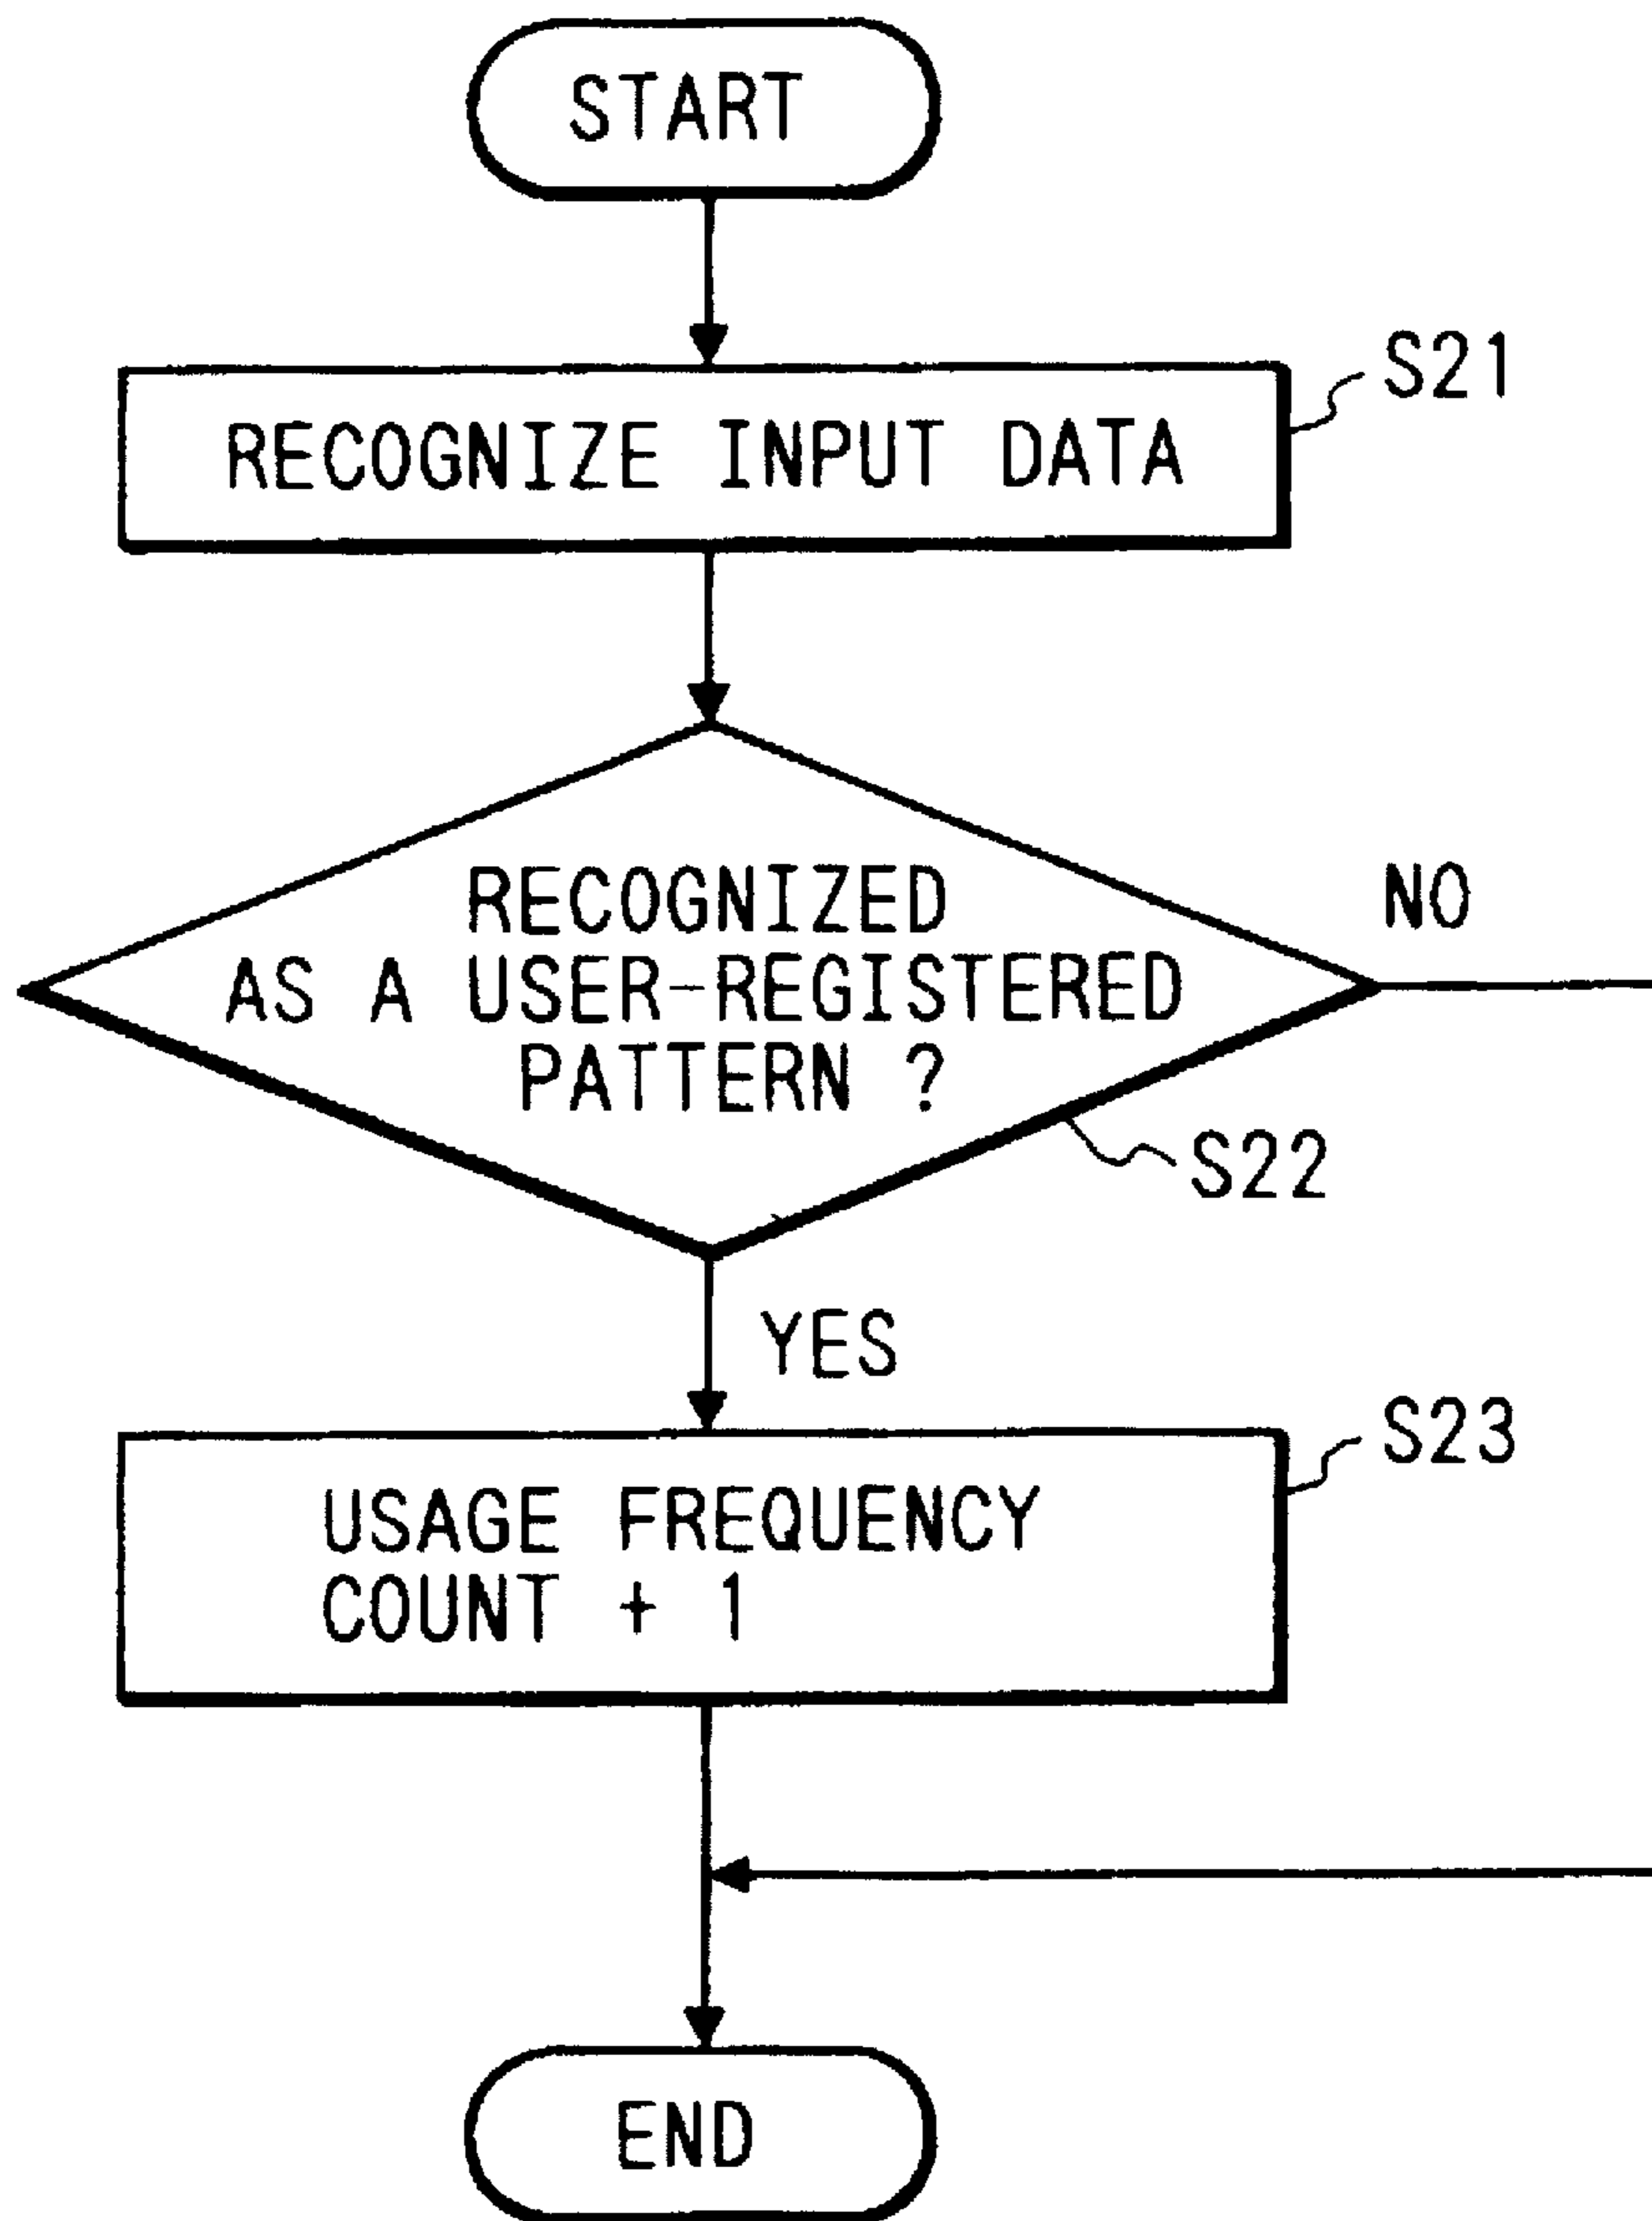 START
S21
RECOGNIZE INPUT DATA
RECOGNIZED
AS A USER-REGISTERED
PATTERN ?
NO
S22
YES
S23
USAGE FREQUENCY
COUNT + 1
END